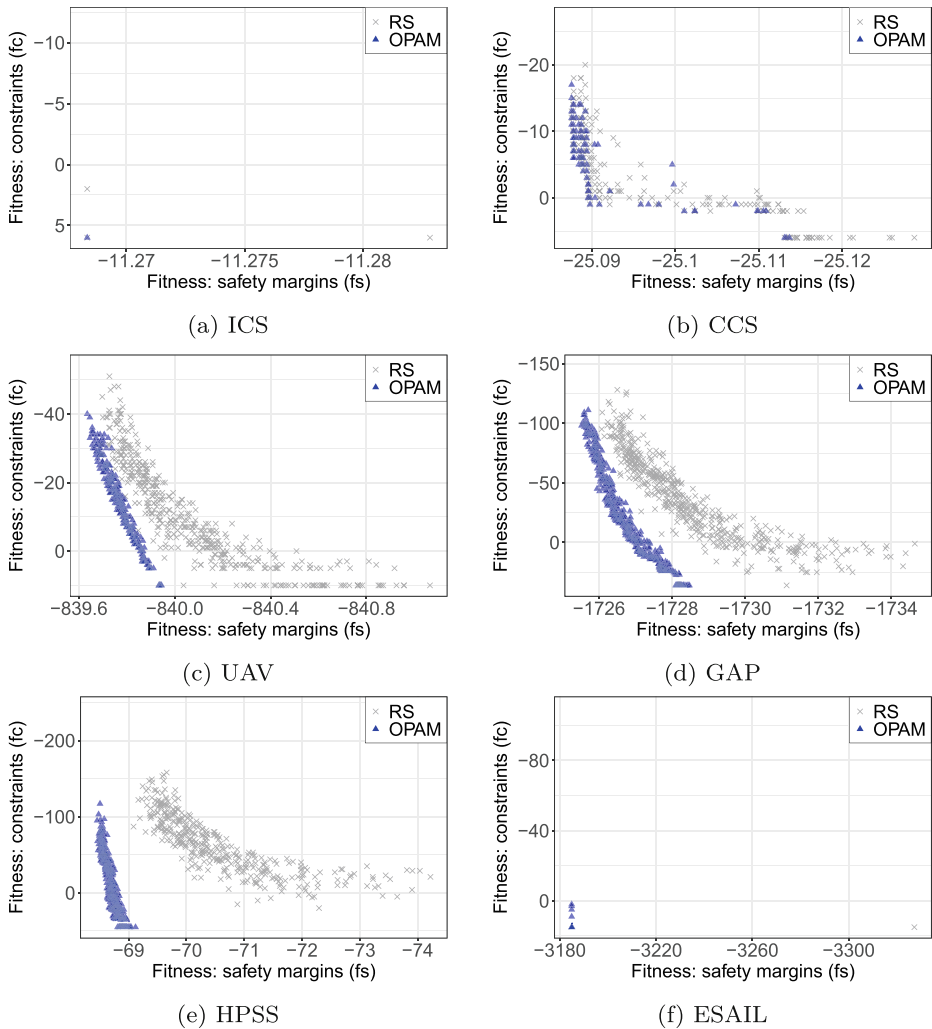 RS
OPAM
Fitness: constraints (fc)
−10
−5
0
5
−11.27
−11.275
−11.28
Fitness: safety margins (fs)
(a) ICS
RS
OPAM
Fitness: constraints (fc)
−20
−10
0
−25.09
−25.1
−25.11
−25.12
Fitness: safety margins (fs)
(b) CCS
RS
OPAM
Fitness: constraints (fc)
−40
−20
0
−839.6
−840.0
−840.4
−840.8
Fitness: safety margins (fs)
(c) UAV
RS
OPAM
Fitness: constraints (fc)
−150
−100
−50
0
−1726
−1728
−1730
−1732
−1734
Fitness: safety margins (fs)
(d) GAP
RS
OPAM
Fitness: constraints (fc)
−200
−100
0
−69
−70
−71
−72
−73
−74
Fitness: safety margins (fs)
(e) HPSS
RS
OPAM
Fitness: constraints (fc)
−80
−40
0
−3180
−3220
−3260
−3300
Fitness: safety margins (fs)
(f) ESAIL